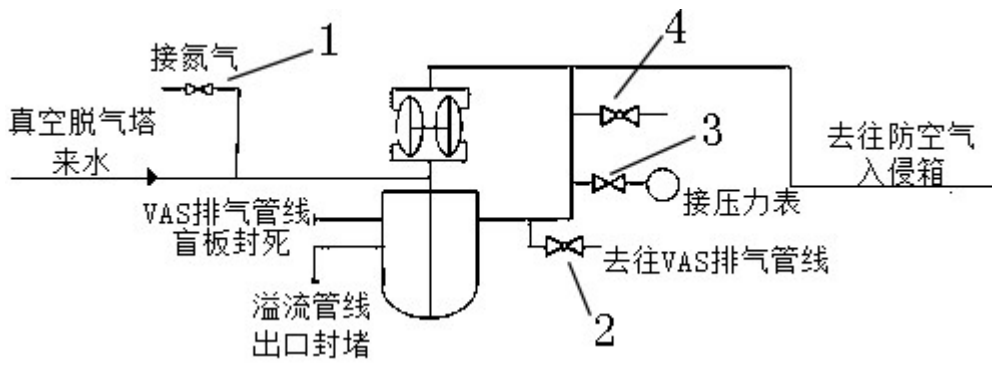 接氮气
1
4
真空脱气塔
来水
3
去往防空气
入侵箱
VAS排气管线
盲板封死
接压力表
去往VAS排气管线
溢流管线
出口封堵
2